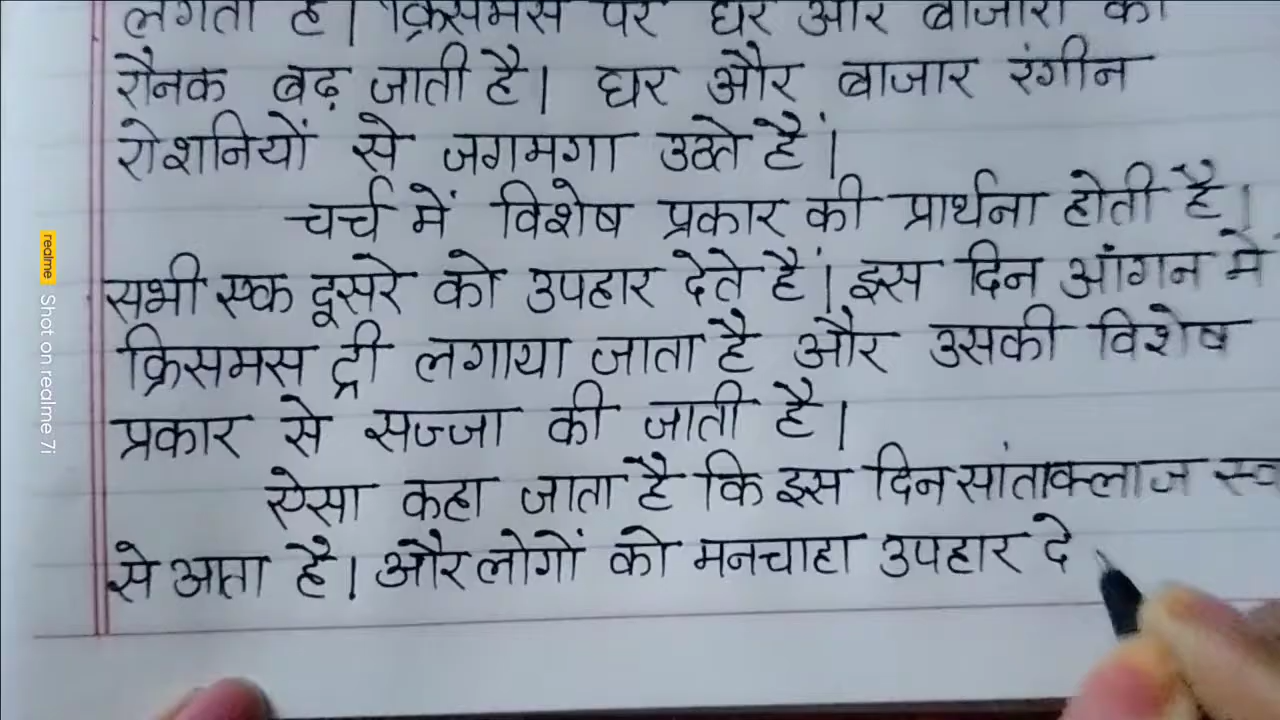 लगता है। क्रिसमस पर घर और बाजारों की
रौनक बढ़ जाती है। घर और बाजार रंगीन
रोशनियों से जगमगा उठते हैं।
चर्च में विशेष प्रकार की प्रार्थना होती है।
सभी एक दूसरे को उपहार देते हैं। इस दिन आंगन में
क्रिसमस ट्री लगाया जाता है और उसकी विशेष
प्रकार से सज्जा की जाती है।
ऐसा कहा जाता है कि इस दिन सांताक्लाज
से आता है। और लोगों को मनचाहा उपहार दे
realme Shot on realme 7i